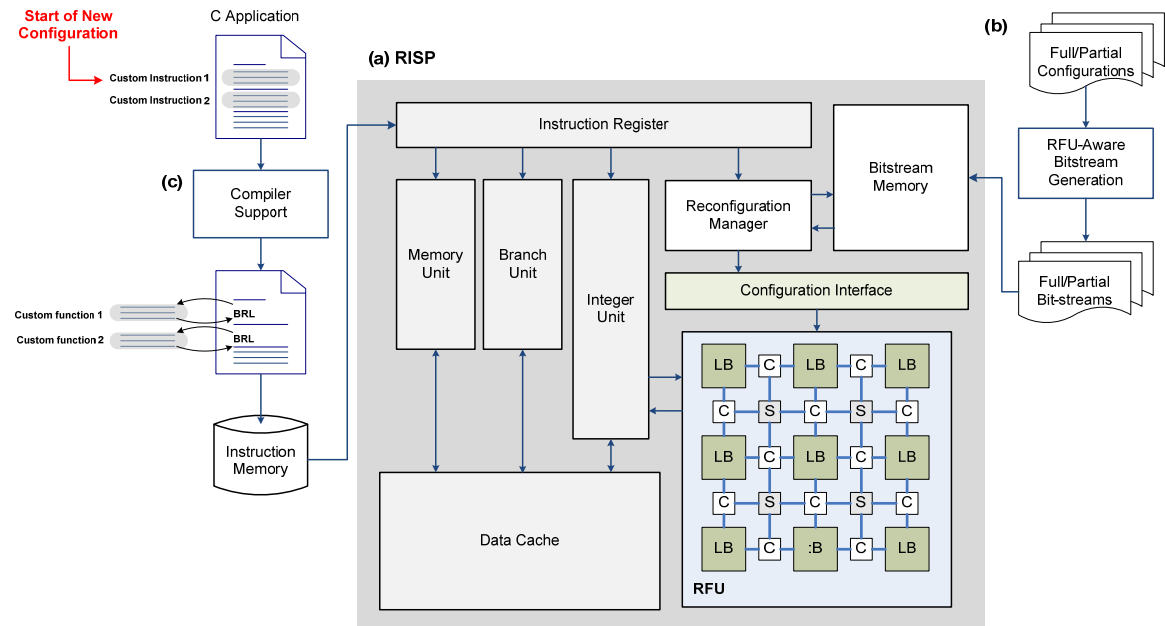 Start of New
Configuration
C Application
Custom Instruction 1
Custom Instruction 2
(c)
Compiler
Support
Custom function 1
BRL
Custom function 2
BRL
Instruction
Memory
(a) RISP
Instruction Register
Memory
Unit
Branch
Unit
Integer
Unit
Reconfiguration
Manager
Bitstream
Memory
Configuration Interface
Data Cache
LB C LB C LB
C S C S C
LB C LB C LB
C S C S C
LB C :B C LB
RFU
(b)
Full/Partial
Configurations
RFU-Aware
Bitstream
Generation
Full/Partial
Bit-streams